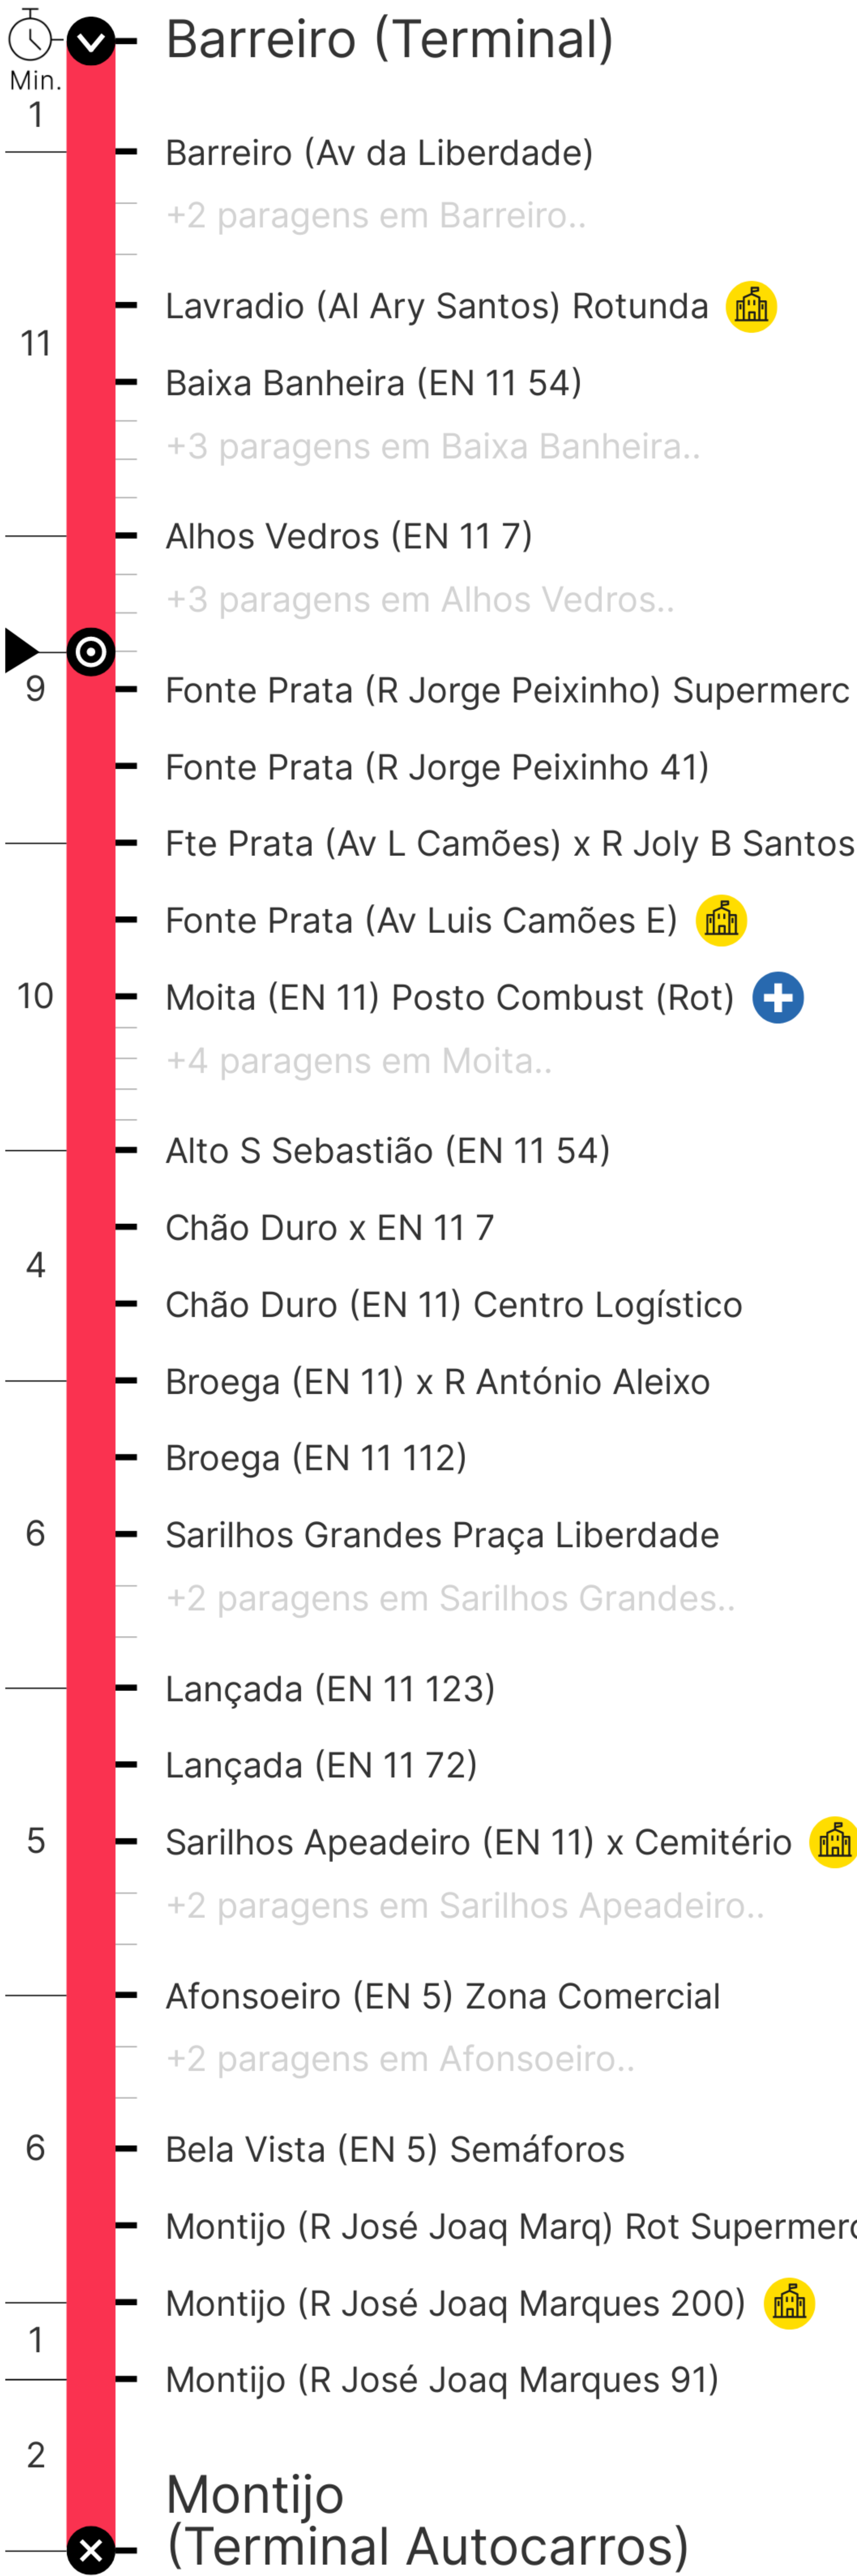 Barreiro (Terminal)
Min.
1
Barreiro (Av da Liberdade)
+2 paragens em Barreiro..
Lavradio (Al Ary Santos) Rotunda
11
Baixa Banheira (EN 11 54)
+3 paragens em Baixa Banheira..
Alhos Vedros (EN 11 7)
+3 paragens em Alhos Vedros..
9
Fonte Prata (R Jorge Peixinho) Supermerc
Fonte Prata (R Jorge Peixinho 41)
Fte Prata (Av L Camões) x R Joly B Santos
Fonte Prata (Av Luis Camões E)
10
Moita (EN 11) Posto Combust (Rot)
+4 paragens em Moita..
Alto S Sebastião (EN 11 54)
Chão Duro x EN 11 7
4
Chão Duro (EN 11) Centro Logístico
Broega (EN 11) x R António Aleixo
Broega (EN 11 112)
6
Sarilhos Grandes Praça Liberdade
+2 paragens em Sarilhos Grandes..
Lançada (EN 11 123)
Lançada (EN 11 72)
5
Sarilhos Apeadeiro (EN 11) x Cemitério
+2 paragens em Sarilhos Apeadeiro..
Afonsoeiro (EN 5) Zona Comercial
+2 paragens em Afonsoeiro..
6
Bela Vista (EN 5) Semáforos
Montijo (R José Joaq Marq) Rot Supermerc
Montijo (R José Joaq Marques 200)
1
Montijo (R José Joaq Marques 91)
2
Montijo
(Terminal Autocarros)